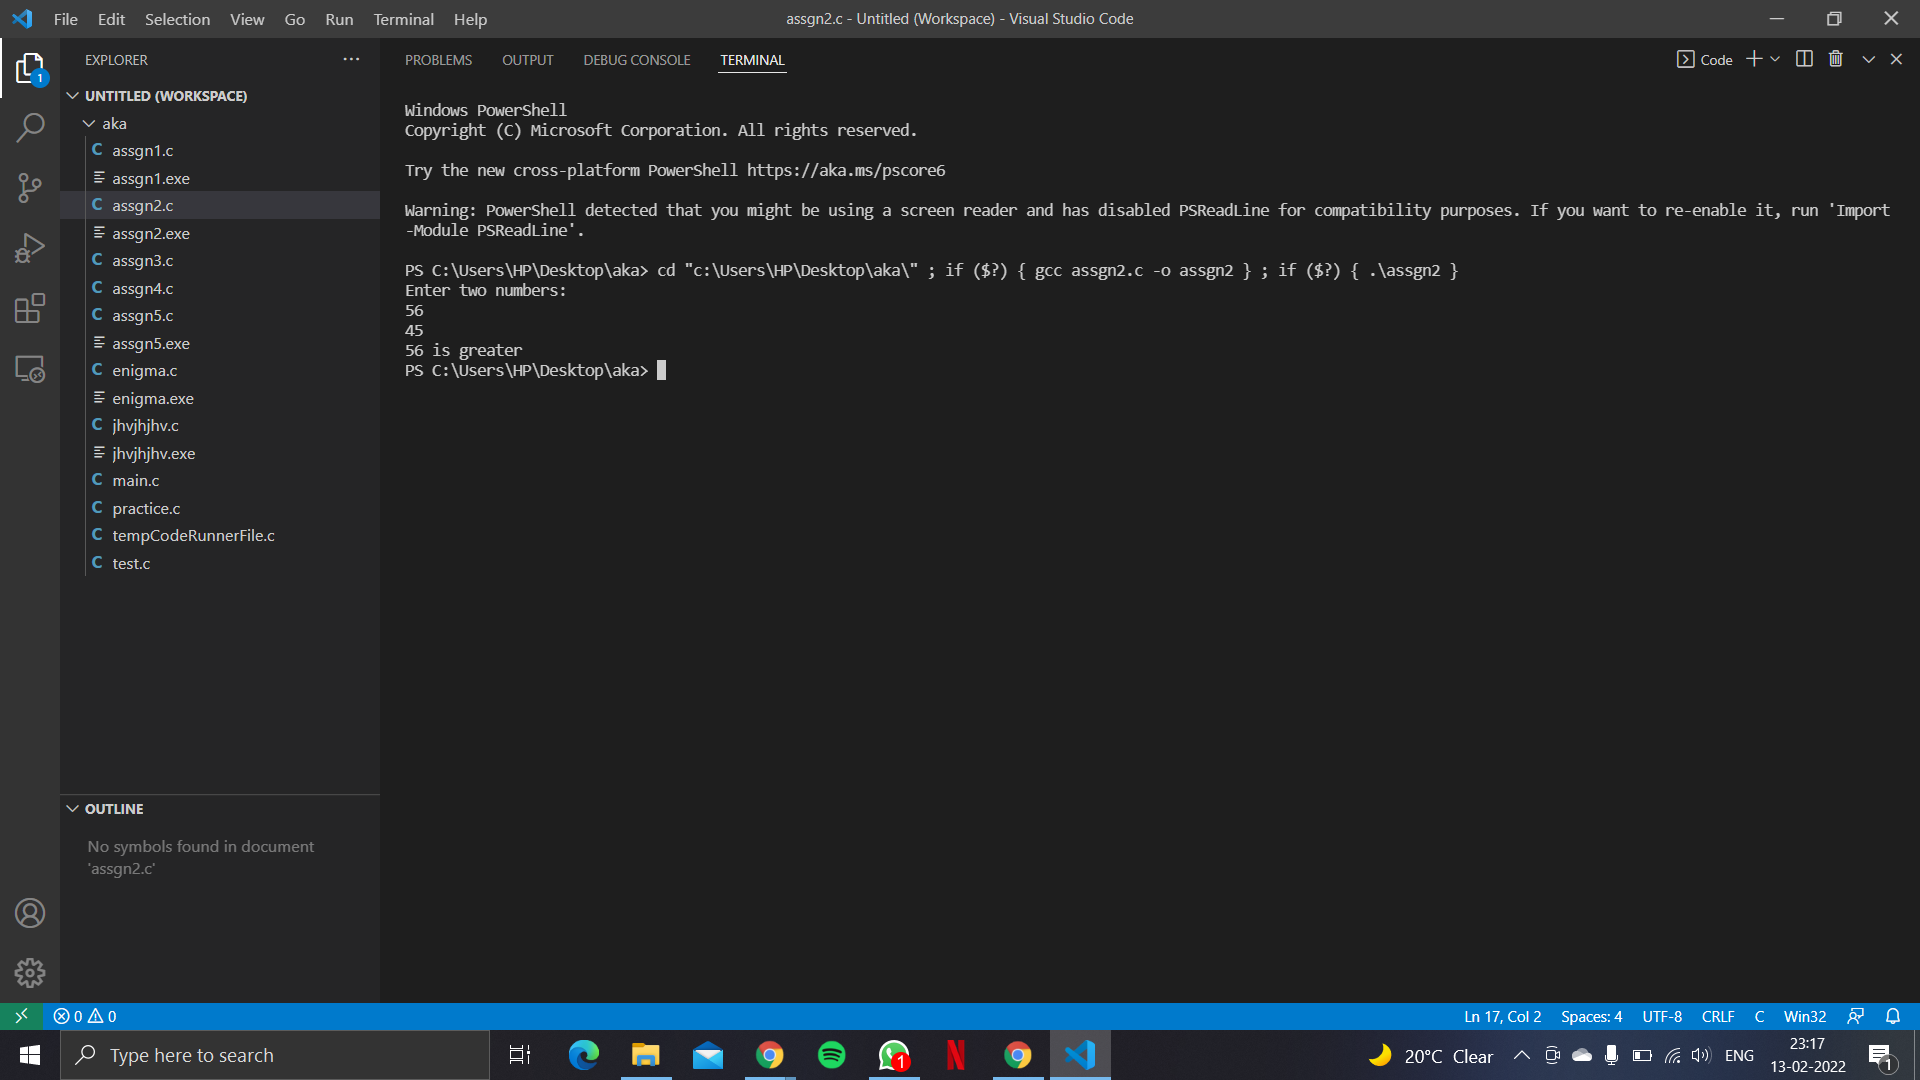 File Edit Selection View Go Run Terminal Help
assgn2.c - Untitled (Workspace) - Visual Studio Code
EXPLORER
1
UNTITLED (WORKSPACE)
aka
C assgn1.c
assgn1.exe
C assgn2.c
assgn2.exe
C assgn3.c
C assgn4.c
C assgn5.c
assgn5.exe
C enigma.c
enigma.exe
C jhvjhjhv.c
jhvjhjhv.exe
C main.c
C practice.c
C tempCodeRunnerFile.c
C test.c
OUTLINE
No symbols found in document
'assgn2.c'
PROBLEMS OUTPUT DEBUG CONSOLE TERMINAL
Code
Windows PowerShell
Copyright (C) Microsoft Corporation. All rights reserved.
Try the new cross-platform PowerShell https://aka.ms/pscore6
Warning: PowerShell detected that you might be using a screen reader and has disabled PSReadLine for compatibility purposes. If you want to re-enable it, run 'Import
-Module PSReadLine'.
PS C:\Users\HP\Desktop\aka> cd "c:\Users\HP\Desktop\aka\" ; if ($?) { gcc assgn2.c -o assgn2 } ; if ($?) { .\assgn2 }
Enter two numbers:
56
45
56 is greater
PS C:\Users\HP\Desktop\aka>
0 0
Ln 17, Col 2 Spaces: 4 UTF-8 CRLF C Win32
Type here to search
1
N
20°C Clear
ENG
23:17
13-02-2022
1